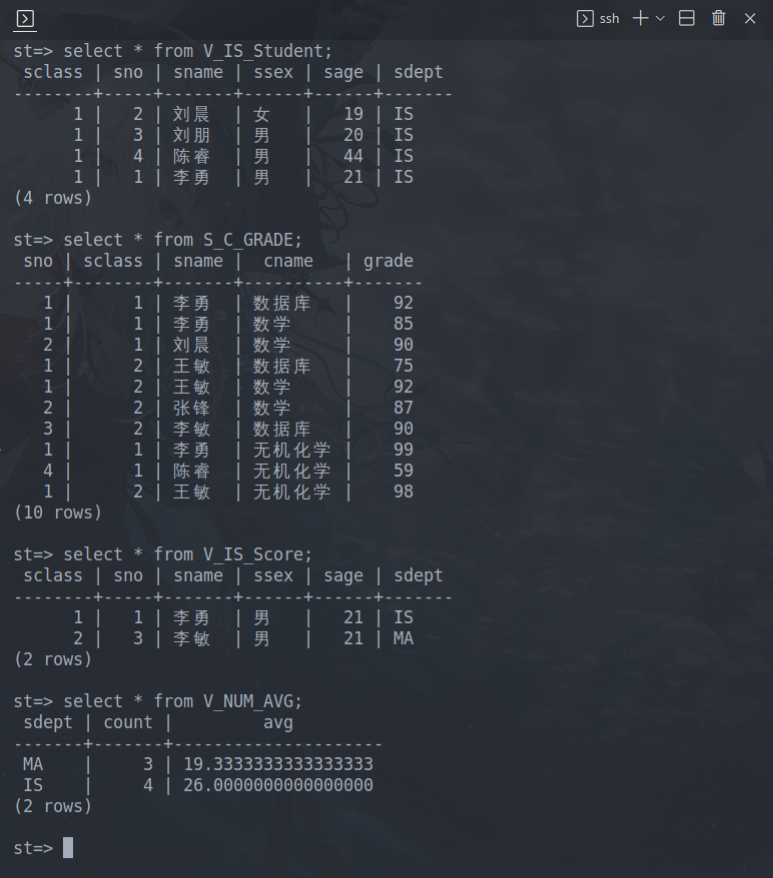 ssh
st=> select * from V_IS_Student;
 sclass | sno | sname | ssex | sage | sdept
--------+-----+-------+------+------+-------
      1 |   2 | 刘晨  | 女   |   19 | IS
      1 |   3 | 刘朋  | 男   |   20 | IS
      1 |   4 | 陈睿  | 男   |   44 | IS
      1 |   1 | 李勇  | 男   |   21 | IS
(4 rows)
st=> select * from S_C_GRADE;
 sno | sclass | sname |  cname   | grade
-----+--------+-------+----------+-------
   1 |      1 | 李勇  | 数据库   |    92
   1 |      1 | 李勇  | 数学     |    85
   2 |      1 | 刘晨  | 数学     |    90
   1 |      2 | 王敏  | 数据库   |    75
   1 |      2 | 王敏  | 数学     |    92
   2 |      2 | 张锋  | 数学     |    87
   3 |      2 | 李敏  | 数据库   |    90
   1 |      1 | 李勇  | 无机化学 |    99
   4 |      1 | 陈睿  | 无机化学 |    59
   1 |      2 | 王敏  | 无机化学 |    98
(10 rows)
st=> select * from V_IS_Score;
 sclass | sno | sname | ssex | sage | sdept
--------+-----+-------+------+------+-------
      1 |   1 | 李勇  | 男   |   21 | IS
      2 |   3 | 李敏  | 男   |   21 | MA
(2 rows)
st=> select * from V_NUM_AVG;
 sdept | count |         avg
-------+-------+---------------------
 MA    |     3 | 19.3333333333333333
 IS    |     4 | 26.0000000000000000
(2 rows)
st=>